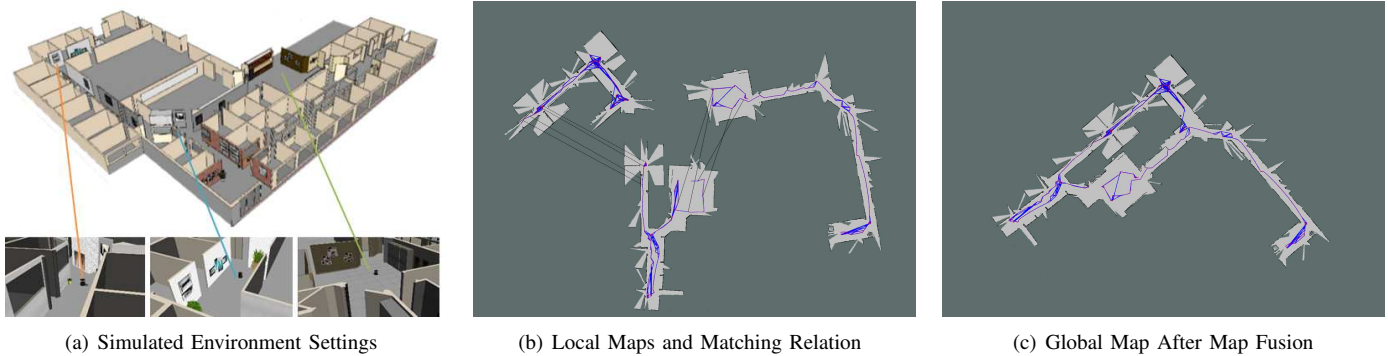 (a) Simulated Environment Settings
(b) Local Maps and Matching Relation
(c) Global Map After Map Fusion